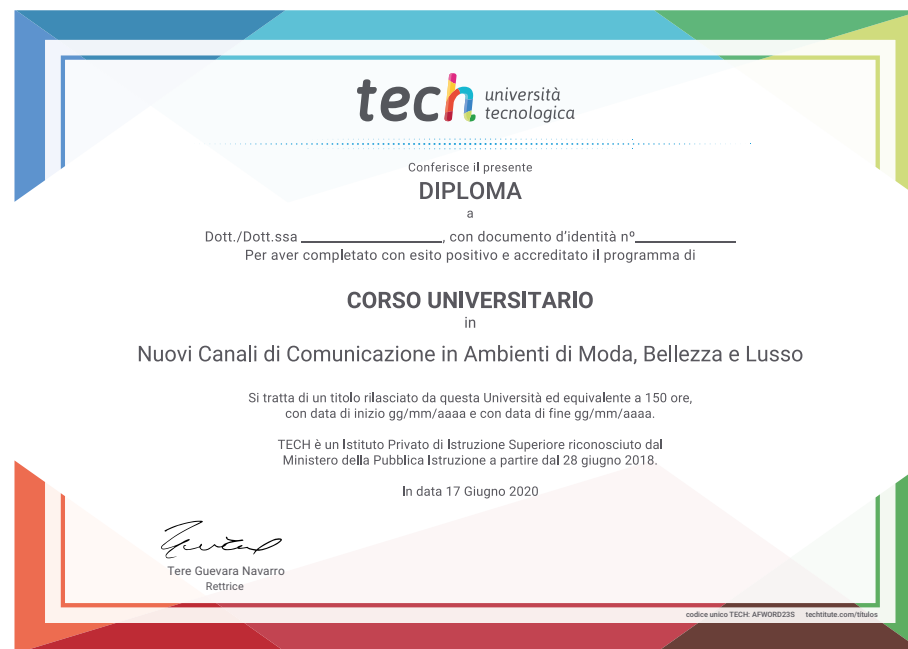 tech università
tecnologica
Conferisce il presente
DIPLOMA
a
Dott./Dott.ssa ____________________, con documento d'identità nº______________
Per aver completato con esito positivo e accreditato il programma di
CORSO UNIVERSITARIO
in
Nuovi Canali di Comunicazione in Ambienti di Moda, Bellezza e Lusso
Si tratta di un titolo rilasciato da questa Università ed equivalente a 150 ore,
con data di inizio gg/mm/aaaa e con data di fine gg/mm/aaaa.
TECH è un Istituto Privato di Istruzione Superiore riconosciuto dal
Ministero della Pubblica Istruzione a partire dal 28 giugno 2018.
In data 17 Giugno 2020
Tere Guevara Navarro
Rettrice
codice unico TECH: AFWORD23S techtitute.com/titulos